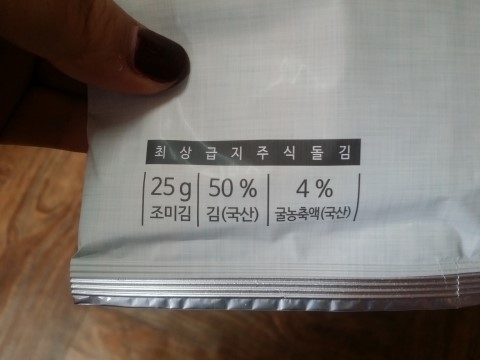 최상급지주식돌김
25g 50% 4%
조미김 김(국산) 굴농축액(국산)